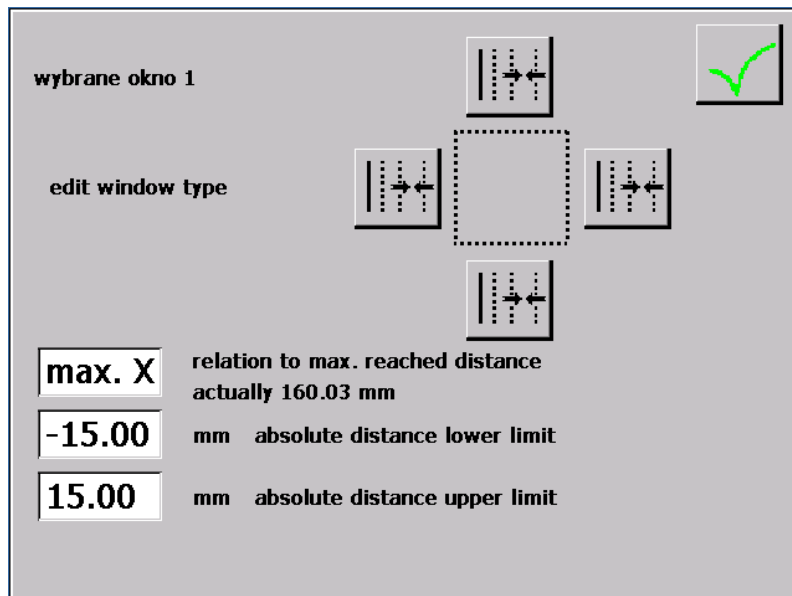 wybrane okno 1
edit window type
max. X relation to max. reached distance
actually 160.03 mm
-15.00 mm absolute distance lower limit
15.00 mm absolute distance upper limit